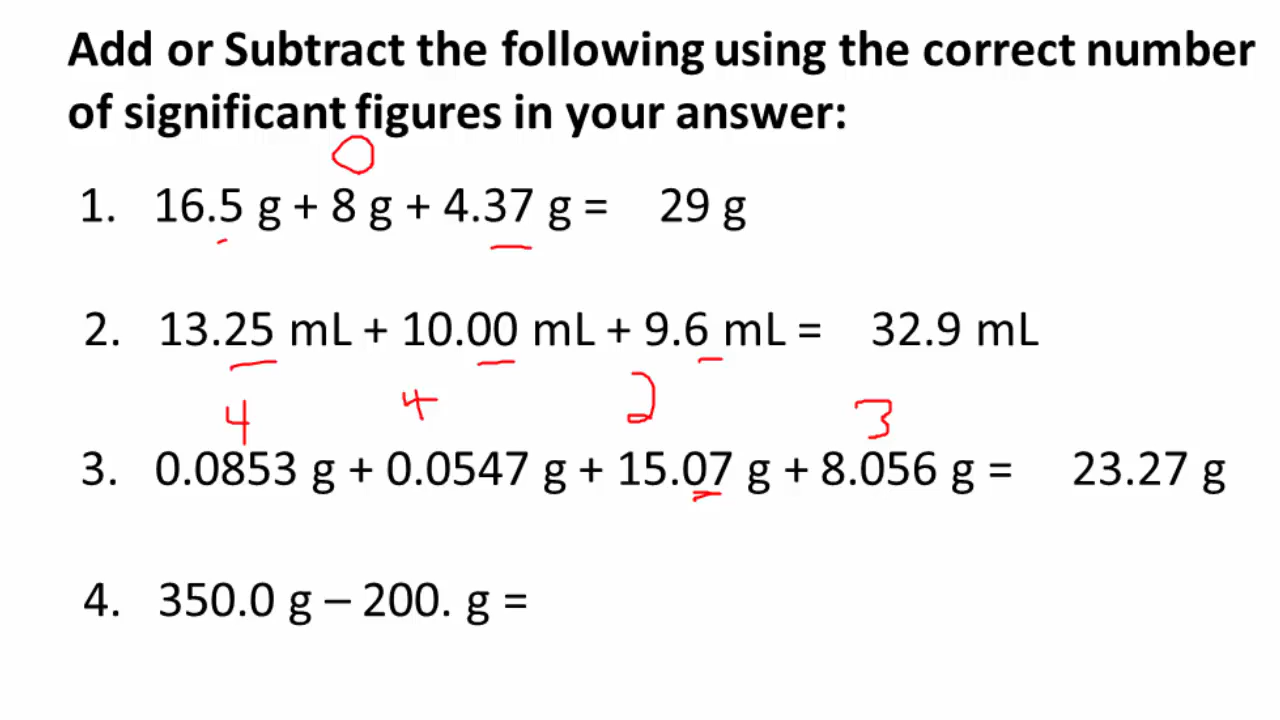 Add or Subtract the following using the correct number
of significant figures in your answer:
0
1. 16.5 g + 8 g + 4.37 g = 29 g
2. 13.25 mL + 10.00 mL + 9.6 mL = 32.9 mL
4 4 2 3
3. 0.0853 g + 0.0547 g + 15.07 g + 8.056 g = 23.27 g
4. 350.0 g – 200. g =